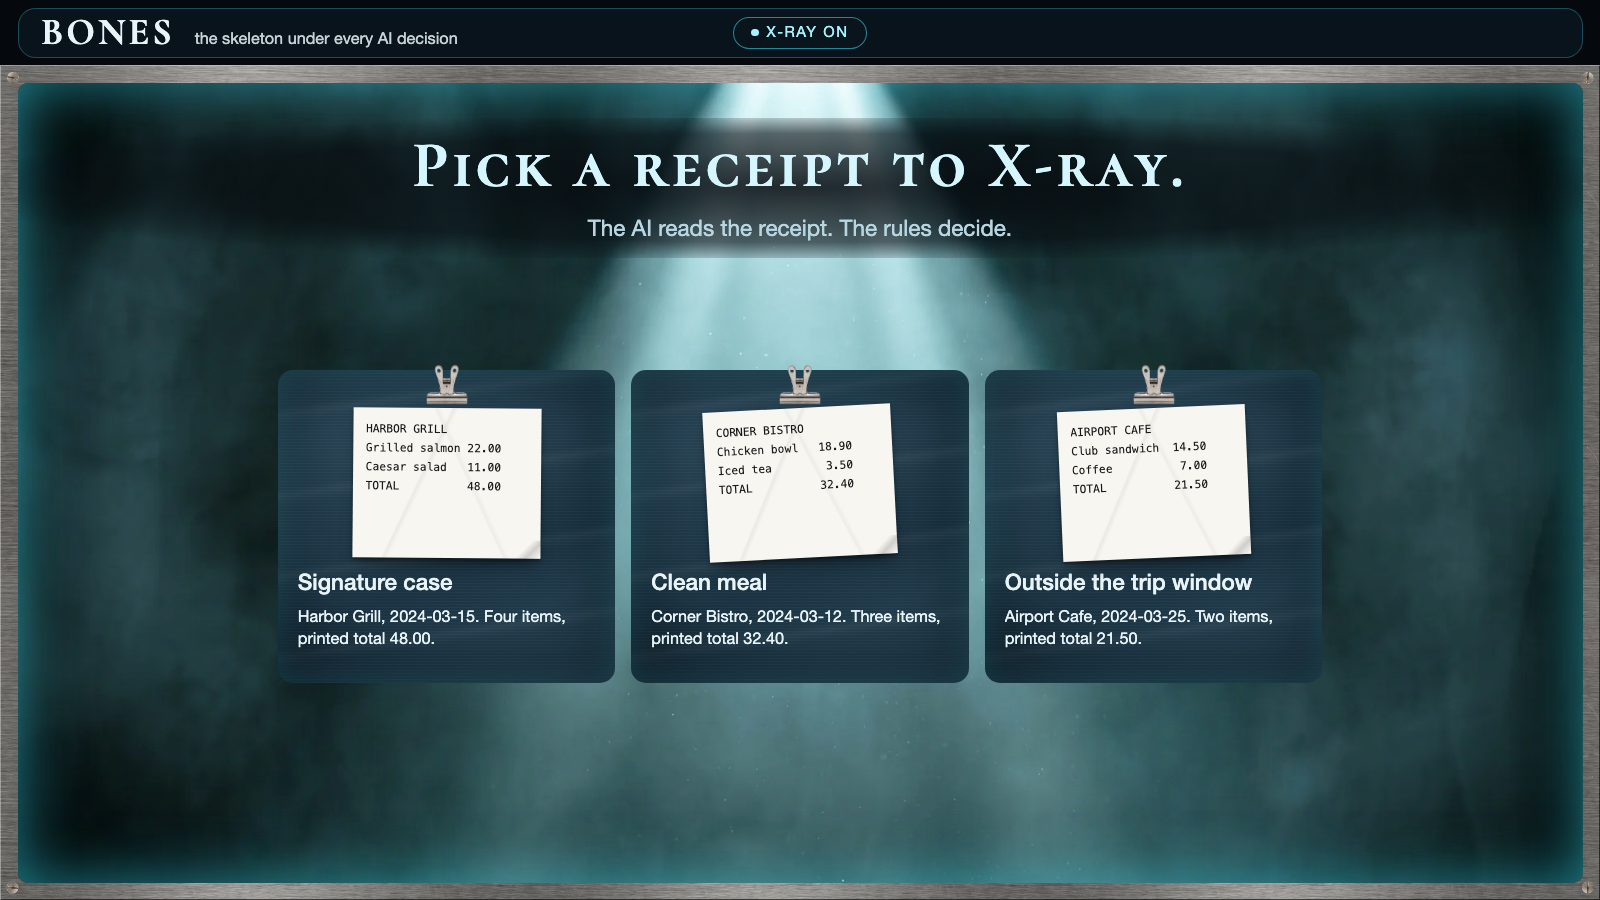 BONES the skeleton under every AI decision
X-RAY ON
Pick a receipt to X-ray.
The AI reads the receipt. The rules decide.
HARBOR GRILL
Grilled salmon 22.00
Caesar salad 11.00
TOTAL 48.00
Signature case
Harbor Grill, 2024-03-15. Four items,
printed total 48.00.
CORNER BISTRO
Chicken bowl 18.90
Iced tea 3.50
TOTAL 32.40
Clean meal
Corner Bistro, 2024-03-12. Three items,
printed total 32.40.
AIRPORT CAFE
Club sandwich 14.50
Coffee 7.00
TOTAL 21.50
Outside the trip window
Airport Cafe, 2024-03-25. Two items,
printed total 21.50.